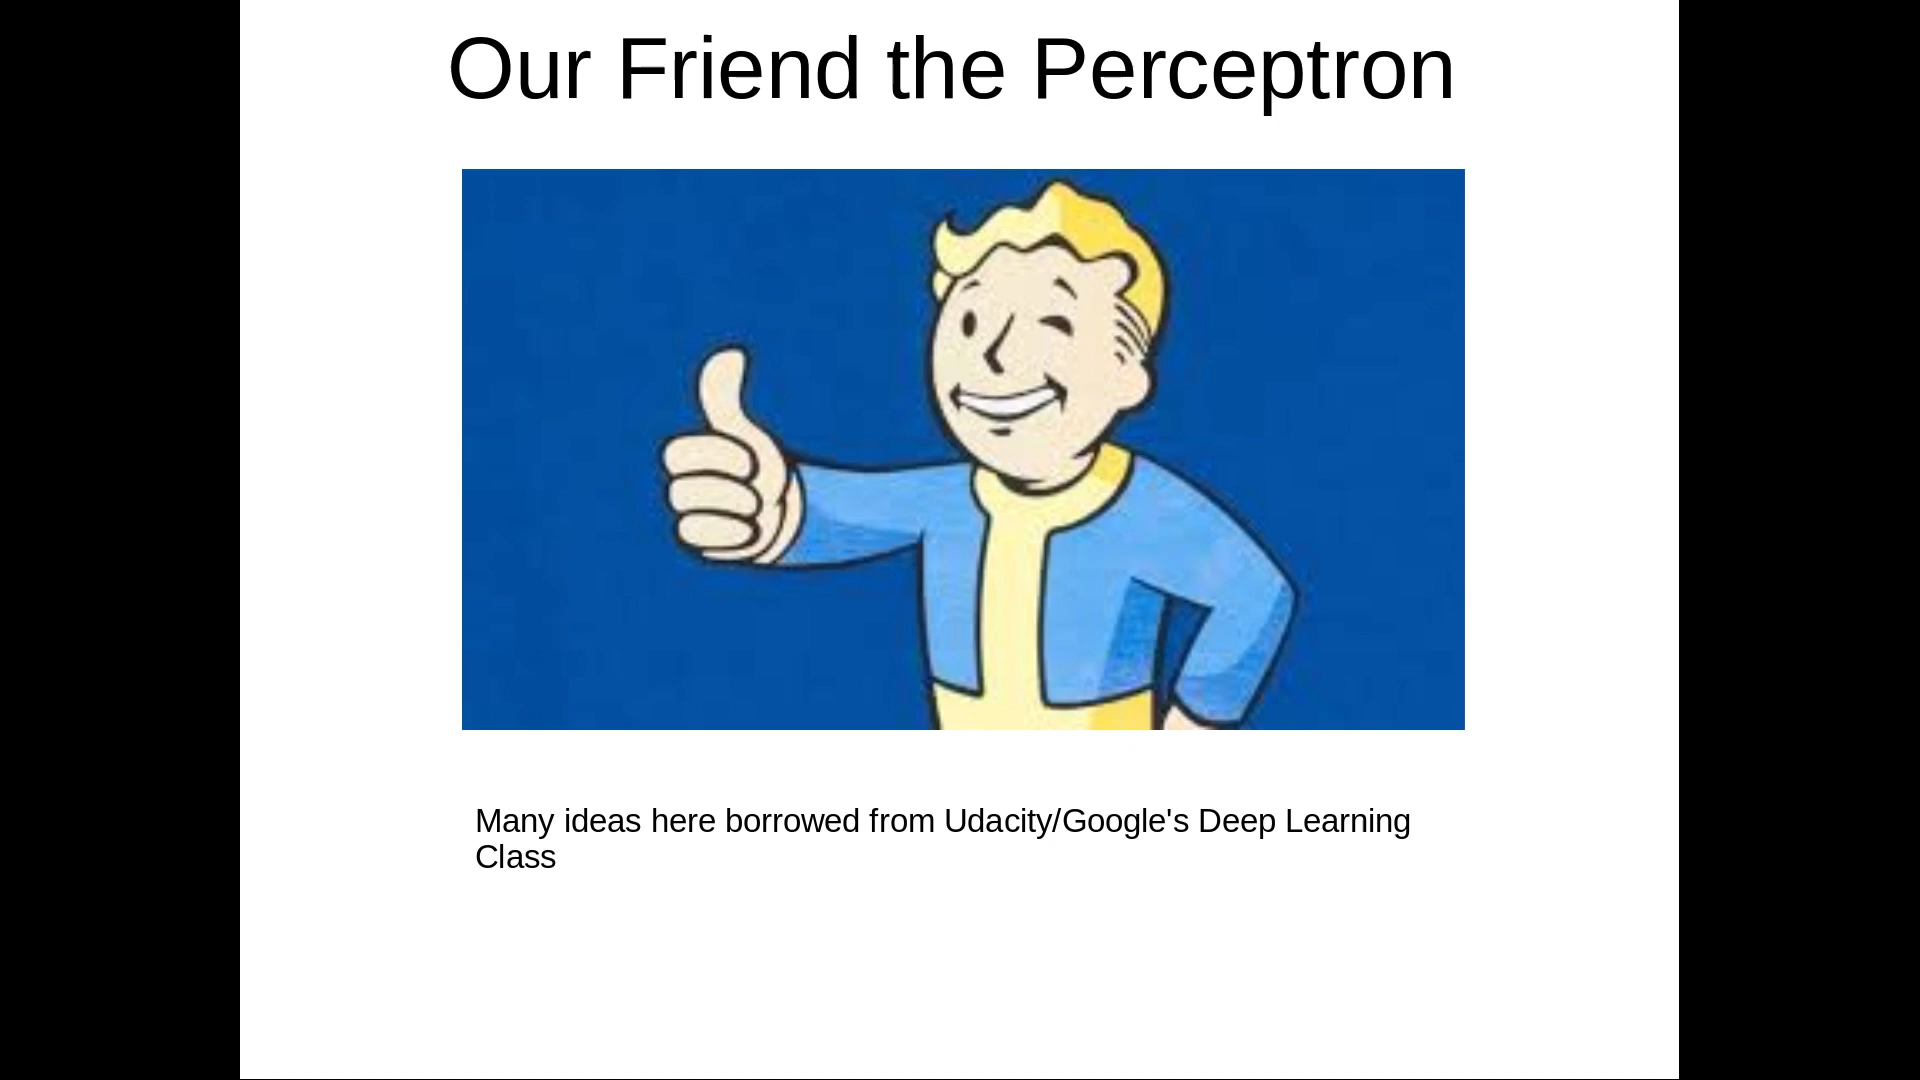 Our Friend the Perceptron
Many ideas here borrowed from Udacity/Google's Deep Learning
Class